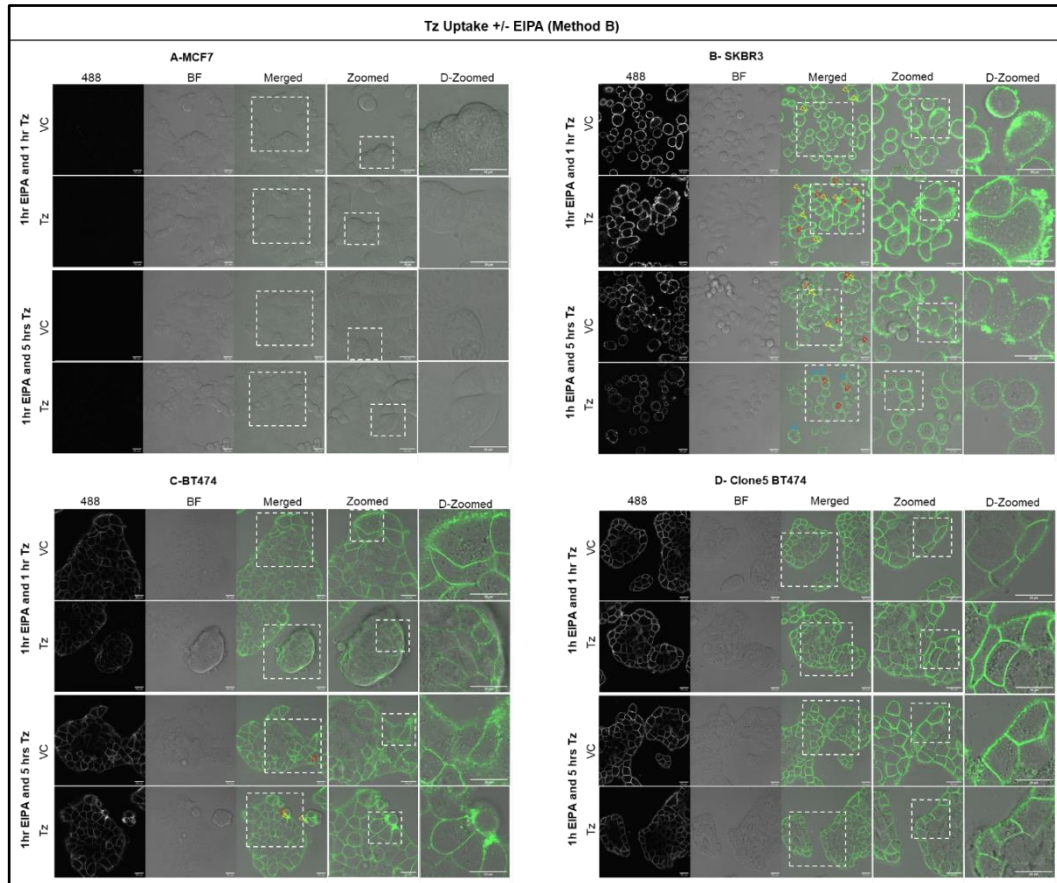 Tz Uptake +/- EIPA (Method B)
A-MCF7
488 BF Merged Zoomed D-Zoomed
1hr EIPA and 1 hr Tz
VC
Tz
1hr EIPA and 5 hrs Tz
VC
Tz
B- SKBR3
488 BF Merged Zoomed D-Zoomed
1hr EIPA and 1 hr Tz
VC
Tz
1h EIPA and 5 hrs Tz
VC
Tz
C-BT474
488 BF Merged Zoomed D-Zoomed
1hr EIPA and 1 hr Tz
VC
Tz
1hr EIPA and 5 hrs Tz
VC
Tz
D- Clone5 BT474
488 BF Merged Zoomed D-Zoomed
1h EIPA and 1 hr Tz
VC
Tz
1h EIPA and 5 hrs Tz
VC
Tz